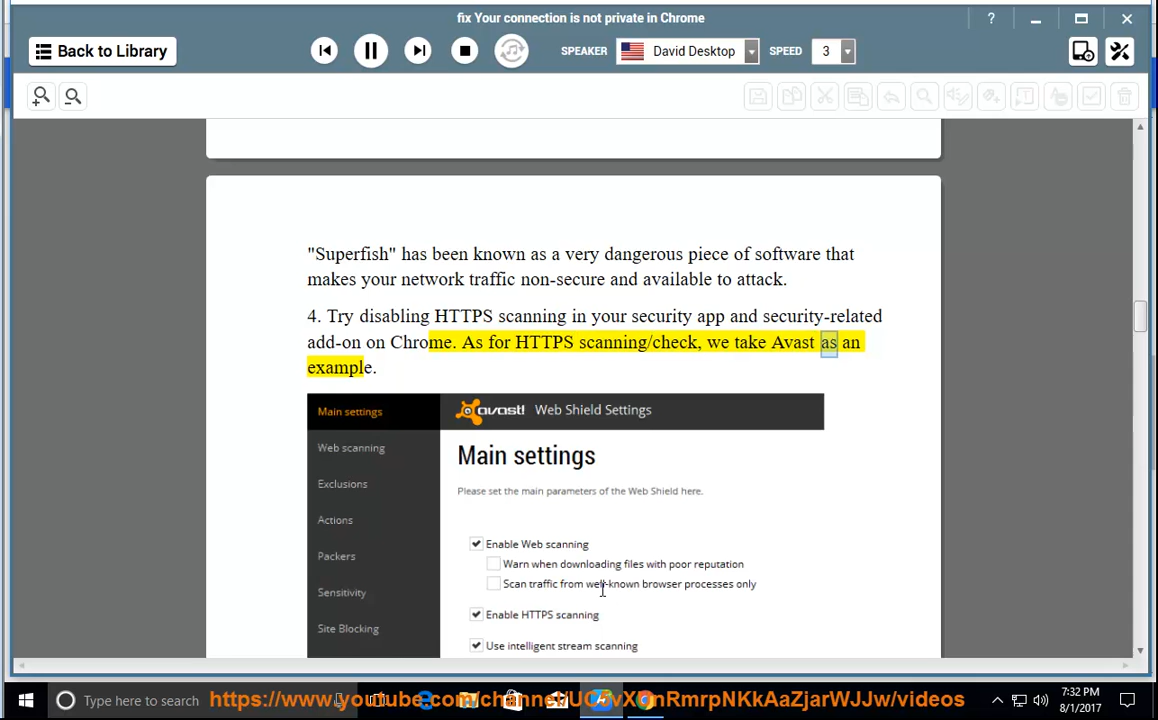 fix Your connection is not private in Chrome
?
Back to Library
SPEAKER
David Desktop
SPEED
3
"Superfish" has been known as a very dangerous piece of software that
makes your network traffic non-secure and available to attack.
4. Try disabling HTTPS scanning in your security app and security-related
add-on on Chrome. As for HTTPS scanning/check, we take Avast as an
example.
Main settings
avast! Web Shield Settings
Web scanning
Exclusions
Actions
Packers
Sensitivity
Site Blocking
Main settings
Please set the main parameters of the Web Shield here.
Enable Web scanning
Warn when downloading files with poor reputation
Scan traffic from well-known browser processes only
Enable HTTPS scanning
Use intelligent stream scanning
Type here to search
7:32 PM
8/1/2017